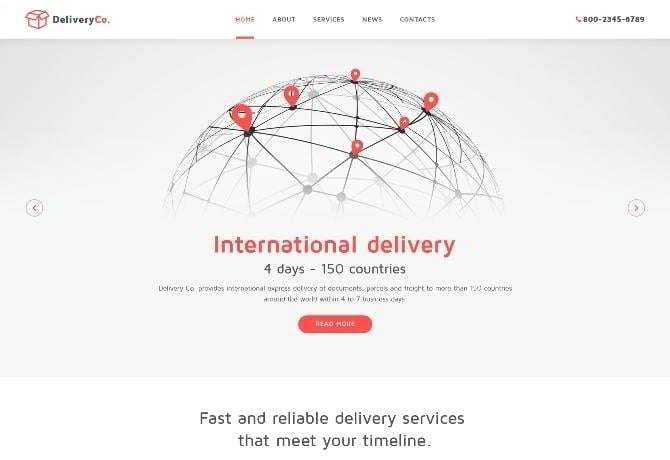 DeliveryCo.
HOME ABOUT SERVICES NEWS CONTACTS
800-2345-6789
International delivery
4 days - 150 countries
Delivery Co. provides international express delivery of documents, parcels and freight to more than 150 countries
around the world within 4 to 7 business days.
READ MORE
Fast and reliable delivery services
that meet your timeline.